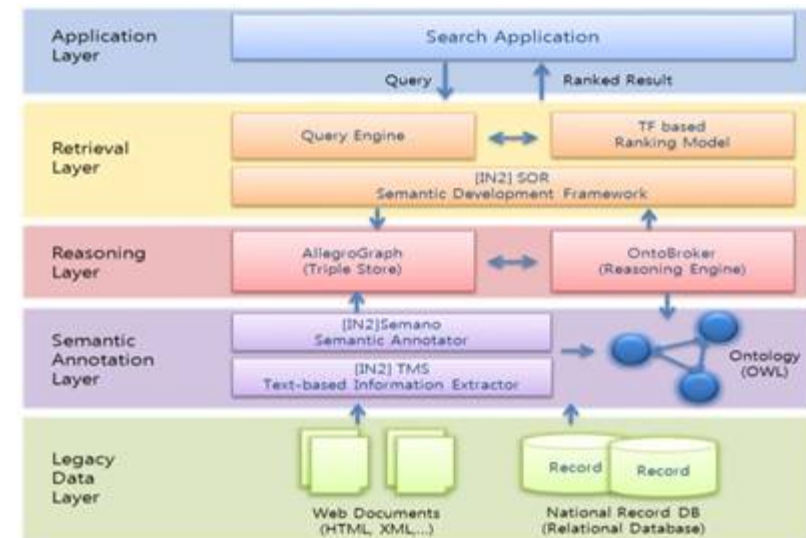 Application
Layer
Search Application
Query
Ranked Result
Retrieval
Layer
Query Engine
TF based
Ranking Model
[IN2] SOR
Semantic Development Framework
Reasoning
Layer
AllegroGraph
(Triple Store)
OntoBroker
(Reasoning Engine)
Semantic
Annotation
Layer
[IN2]Semano
Semantic Annotator
[IN2] TMS
Text-based Information Extractor
Ontology
(OWL)
Legacy
Data
Layer
Record
Record
Web Documents
(HTML, XML,...)
National Record DB
(Relational Database)